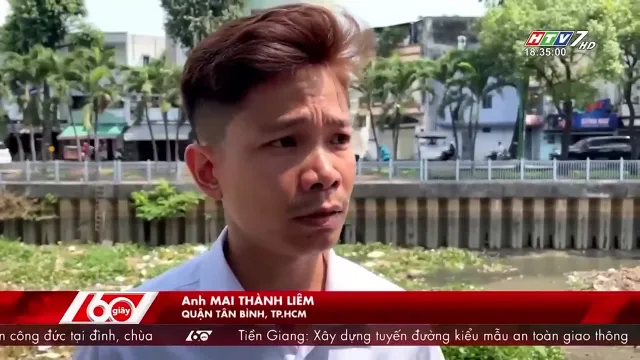 HTV7 HD
18:35:00
Anh MAI THÀNH LIÊM
QUẬN TÂN BÌNH, TP.HCM
60 giây
n công đức tại đình, chùa
Tiền Giang: Xây dựng tuyến đường kiểu mẫu an toàn giao thông